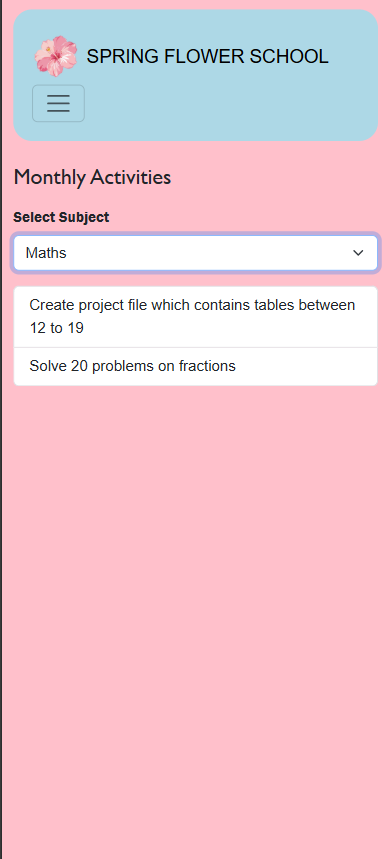 SPRING FLOWER SCHOOL
Monthly Activities
Select Subject
Maths
Create project file which contains tables between
12 to 19
Solve 20 problems on fractions